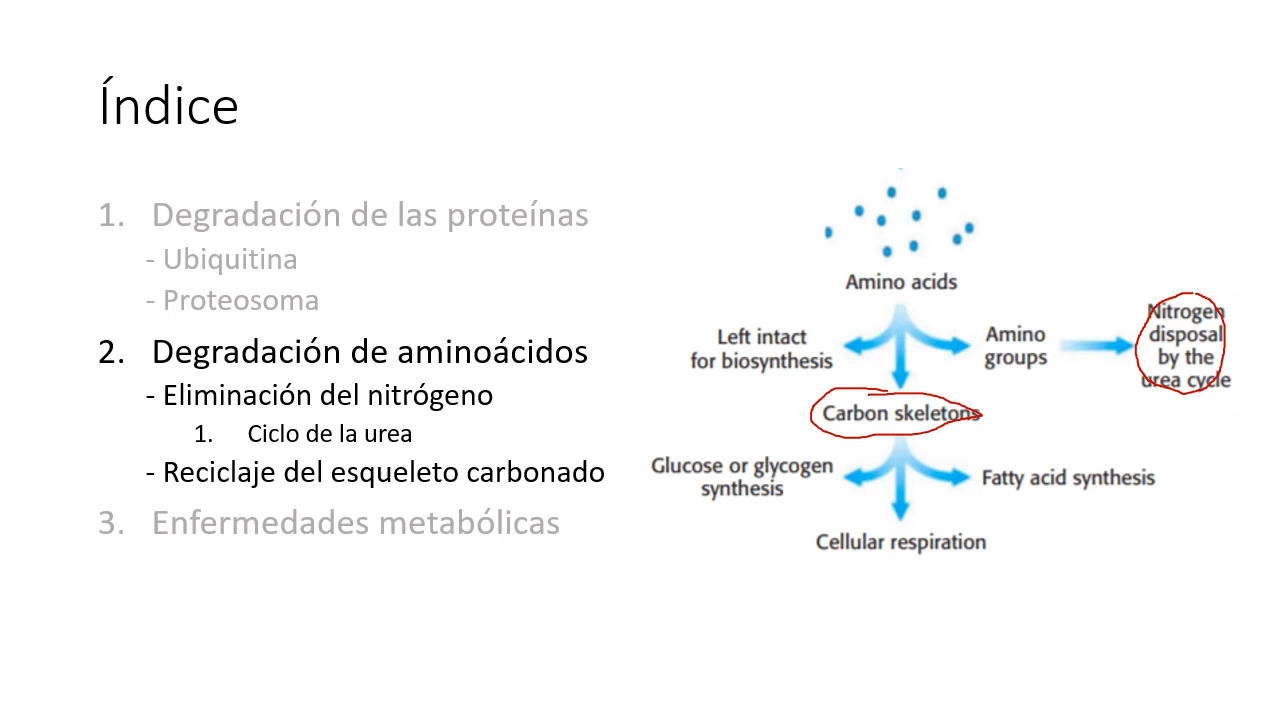 Índice
1. Degradación de las proteínas
- Ubiquitina
- Proteosoma
2. Degradación de aminoácidos
- Eliminación del nitrógeno
1. Ciclo de la urea
- Reciclaje del esqueleto carbonado
3. Enfermedades metabólicas
Amino acids
Left intact
for biosynthesis
Amino
groups
Nitrogen
disposal
by the
urea cycle
Carbon skeletons
Glucose or glycogen
synthesis
Fatty acid synthesis
Cellular respiration